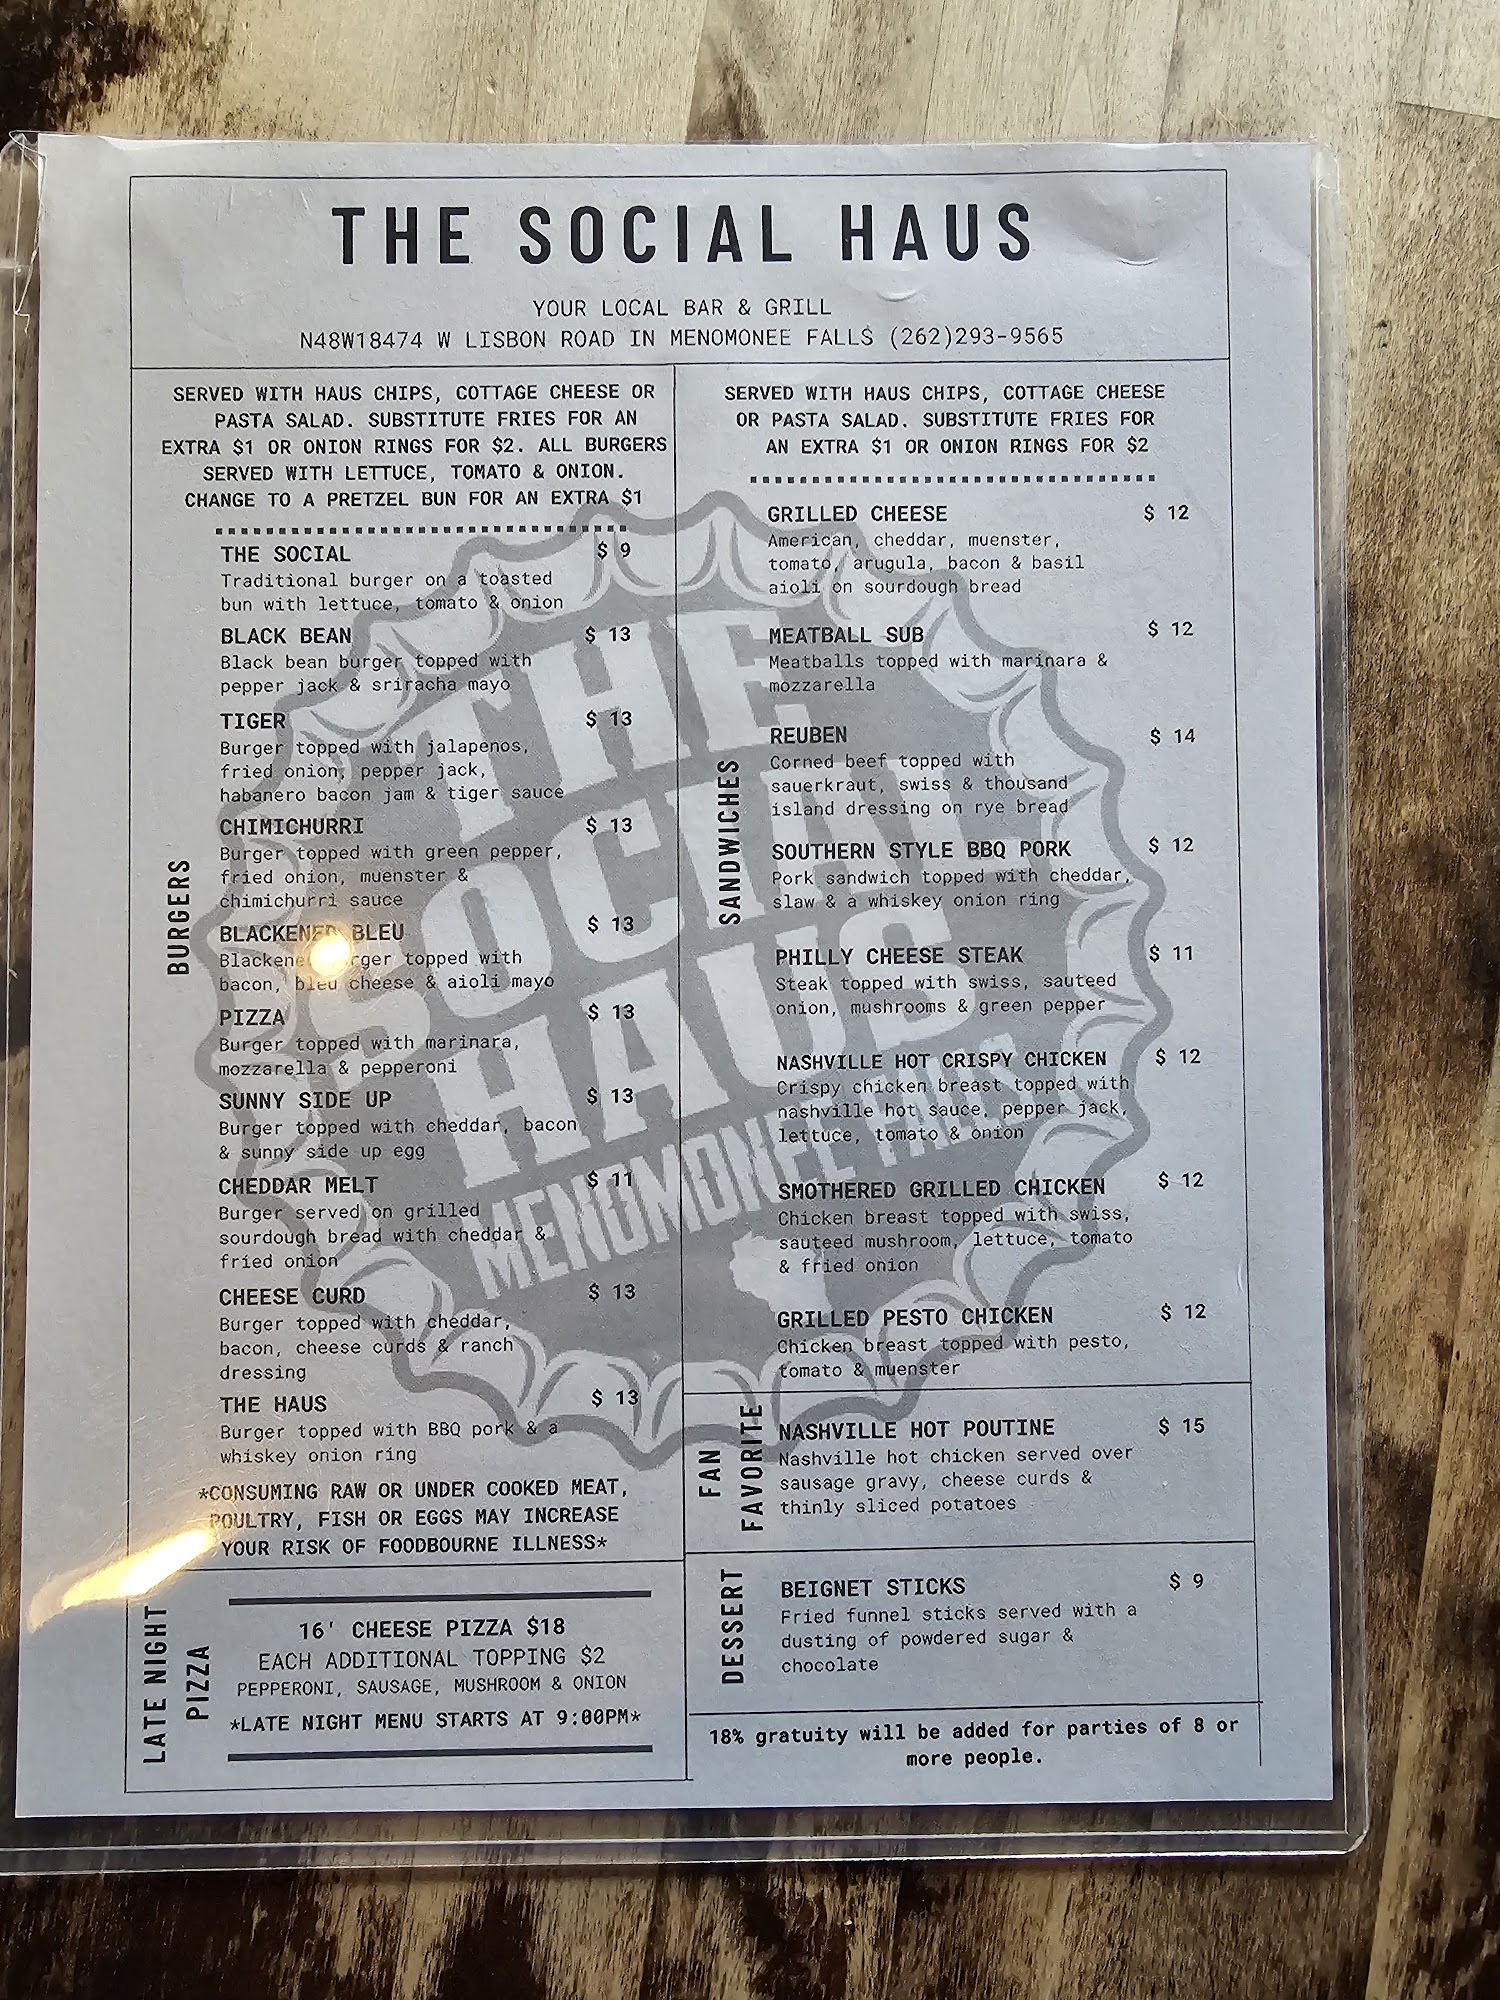 THE SOCIAL HAUS
YOUR LOCAL BAR & GRILL
N48W18474 W LISBON ROAD IN MENOMONEE FALLS (262)293-9565
SERVED WITH HAUS CHIPS, COTTAGE CHEESE OR
PASTA SALAD. SUBSTITUTE FRIES FOR AN
EXTRA $1 OR ONION RINGS FOR $2. ALL BURGERS
SERVED WITH LETTUCE, TOMATO & ONION.
CHANGE TO A PRETZEL BUN FOR AN EXTRA $1
BURGERS
THE SOCIAL $ 9
Traditional burger on a toasted
bun with lettuce, tomato & onion
BLACK BEAN $ 13
Black bean burger topped with
pepper jack & sriracha mayo
TIGER $ 13
Burger topped with jalapenos,
fried onion, pepper jack,
habanero bacon jam & tiger sauce
CHIMICHURRI $ 13
Burger topped with green pepper,
fried onion, muenster &
chimichurri sauce
BLACKENED BLEU $ 13
Blackened burger topped with
bacon, bleu cheese & aioli mayo
PIZZA $ 13
Burger topped with marinara,
mozzarella & pepperoni
SUNNY SIDE UP $ 13
Burger topped with cheddar, bacon
& sunny side up egg
CHEDDAR MELT $ 11
Burger served on grilled
sourdough bread with cheddar &
fried onion
CHEESE CURD $ 13
Burger topped with cheddar,
bacon, cheese curds & ranch
dressing
THE HAUS $ 13
Burger topped with BBQ pork & a
whiskey onion ring
*CONSUMING RAW OR UNDER COOKED MEAT,
POULTRY, FISH OR EGGS MAY INCREASE
YOUR RISK OF FOODBOURNE ILLNESS*
LATE NIGHT
PIZZA
16' CHEESE PIZZA $18
EACH ADDITIONAL TOPPING $2
PEPPERONI, SAUSAGE, MUSHROOM & ONION
*LATE NIGHT MENU STARTS AT 9:00PM*
SERVED WITH HAUS CHIPS, COTTAGE CHEESE
OR PASTA SALAD. SUBSTITUTE FRIES FOR
AN EXTRA $1 OR ONION RINGS FOR $2
SANDWICHES
GRILLED CHEESE $ 12
American, cheddar, muenster,
tomato, arugula, bacon & basil
aioli on sourdough bread
MEATBALL SUB $ 12
Meatballs topped with marinara &
mozzarella
REUBEN $ 14
Corned beef topped with
sauerkraut, swiss & thousand
island dressing on rye bread
SOUTHERN STYLE BBQ PORK $ 12
Pork sandwich topped with cheddar,
slaw & a whiskey onion ring
PHILLY CHEESE STEAK $ 11
Steak topped with swiss, sauteed
onion, mushrooms & green pepper
NASHVILLE HOT CRISPY CHICKEN $ 12
Crispy chicken breast topped with
nashville hot sauce, pepper jack,
lettuce, tomato & onion
SMOTHERED GRILLED CHICKEN $ 12
Chicken breast topped with swiss,
sauteed mushroom, lettuce, tomato
& fried onion
GRILLED PESTO CHICKEN $ 12
Chicken breast topped with pesto,
tomato & muenster
FAN
FAVORITE
NASHVILLE HOT POUTINE $ 15
Nashville hot chicken served over
sausage gravy, cheese curds &
thinly sliced potatoes
DESSERT
BEIGNET STICKS $ 9
Fried funnel sticks served with a
dusting of powdered sugar &
chocolate
18% gratuity will be added for parties of 8 or
more people.
THE
SOCIAL
HAUS
MENOMONEE FALLS